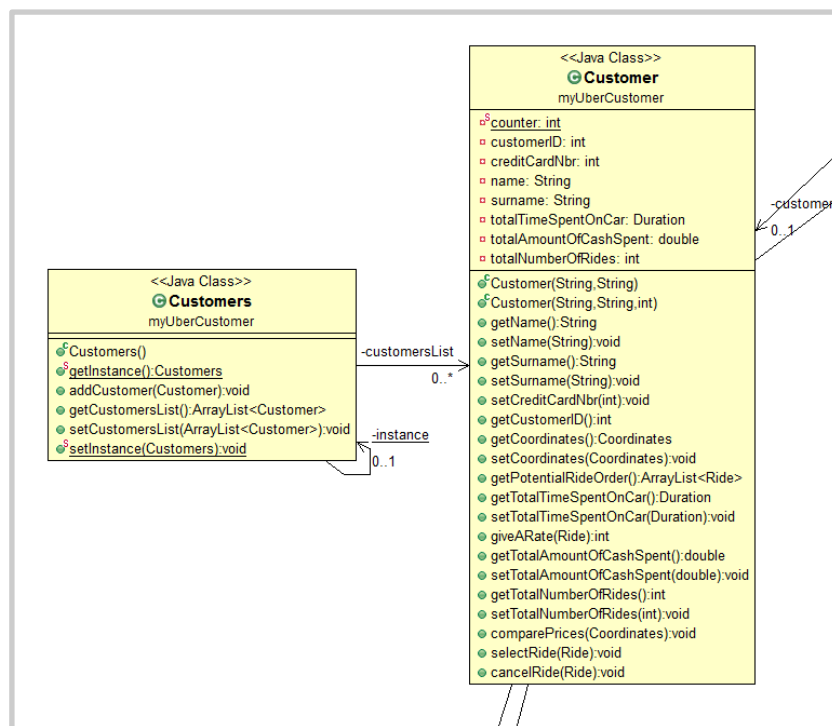 <<Java Class>>
Customer
myUberCustomer
counter: int
customerID: int
creditCardNbr: int
name: String
surname: String
totalTimeSpentOnCar: Duration
totalAmountOfCashSpent: double
totalNumberOfRides: int
Customer(String,String)
Customer(String,String,int)
getName():String
setName(String):void
getSurname():String
setSurname(String):void
setCreditCardNbr(int):void
getCustomerID():int
getCoordinates():Coordinates
setCoordinates(Coordinates):void
getPotentialRideOrder():ArrayList<Ride>
getTotalTimeSpentOnCar():Duration
setTotalTimeSpentOnCar(Duration):void
giveARate(Ride):int
getTotalAmountOfCashSpent():double
setTotalAmountOfCashSpent(double):void
getTotalNumberOfRides():int
setTotalNumberOfRides(int):void
comparePrices(Coordinates):void
selectRide(Ride):void
cancelRide(Ride):void
-customer
0..1
<<Java Class>>
Customers
myUberCustomer
Customers()
getInstance():Customers
addCustomer(Customer):void
getCustomersList():ArrayList<Customer>
setCustomersList(ArrayList<Customer>):void
setInstance(Customers):void
-customersList
0..*
-instance
0..1